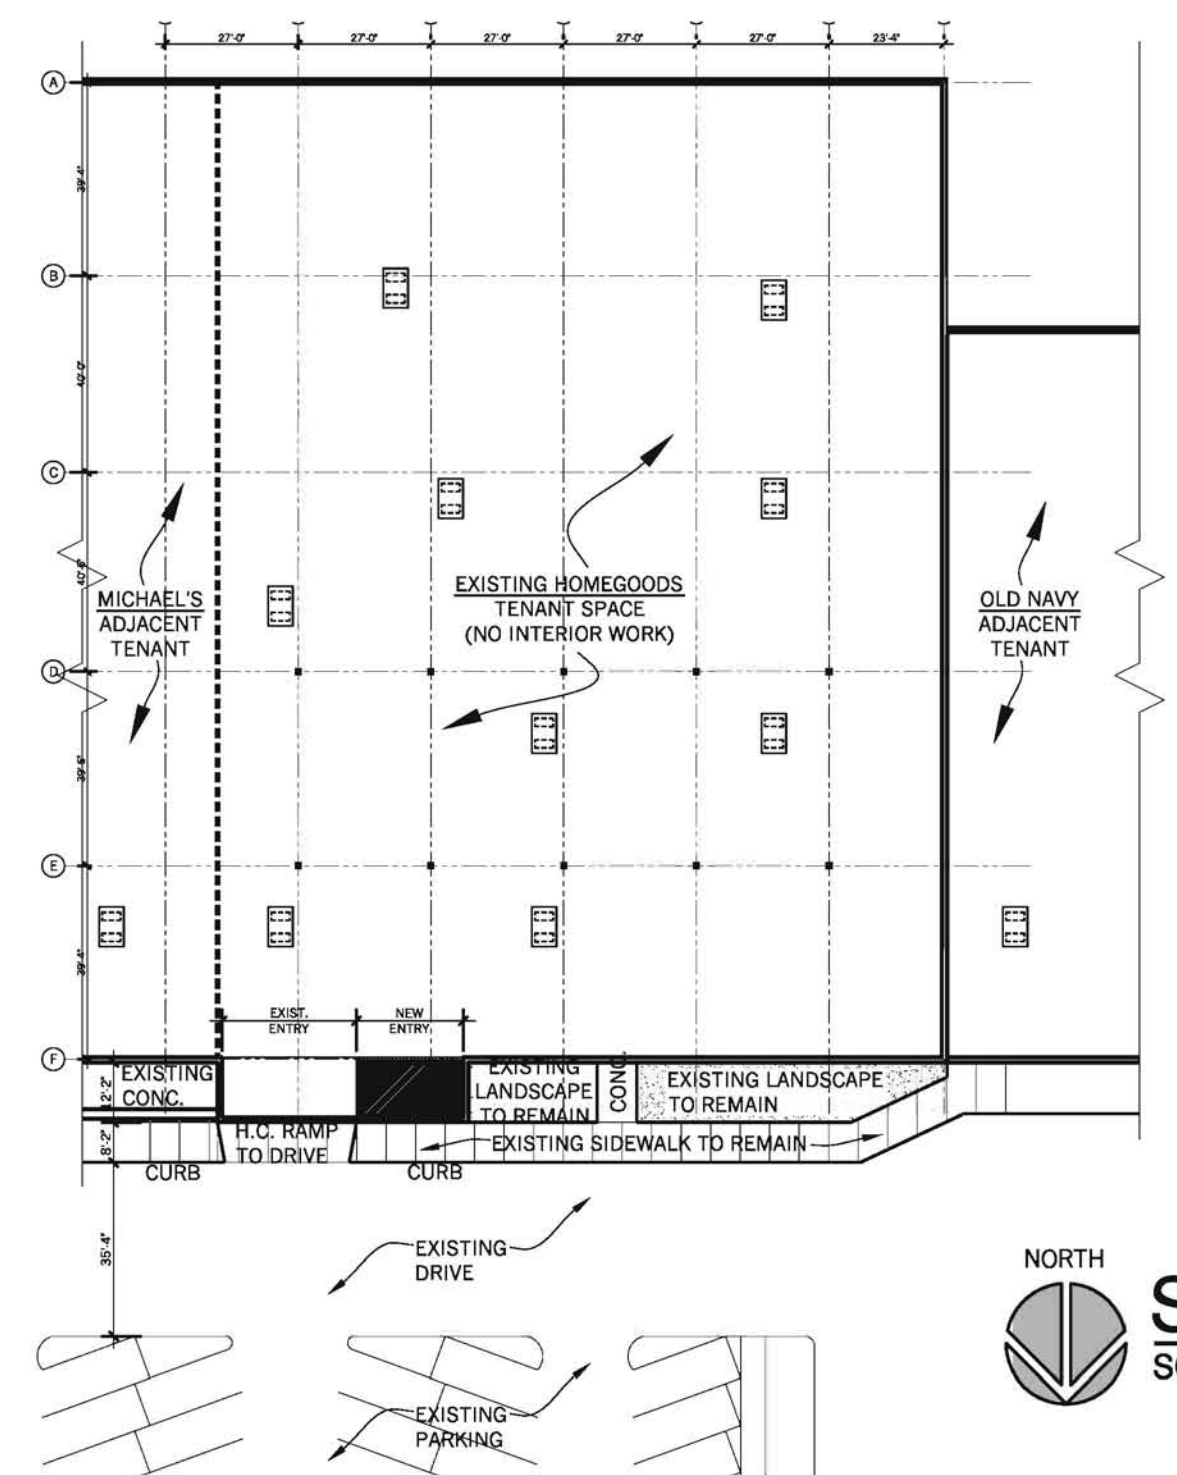 27'-0" 27'-0" 27'-0" 27'-0" 27'-0" 23'-4"
A
39'-4"
B
40'-0"
C
40'-6"
MICHAEL'S
ADJACENT
TENANT
EXISTING HOMEGOODS
TENANT SPACE
(NO INTERIOR WORK)
OLD NAVY
ADJACENT
TENANT
D
39'-6"
E
39'-4"
EXIST.
ENTRY
NEW
ENTRY
F
12'-2"
EXISTING
CONC.
EXISTING
LANDSCAPE
TO REMAIN
CONC.
EXISTING LANDSCAPE
TO REMAIN
8'-2"
H.C. RAMP
TO DRIVE
EXISTING SIDEWALK TO REMAIN
CURB
CURB
35'-4"
EXISTING
DRIVE
NORTH
EXISTING
PARKING